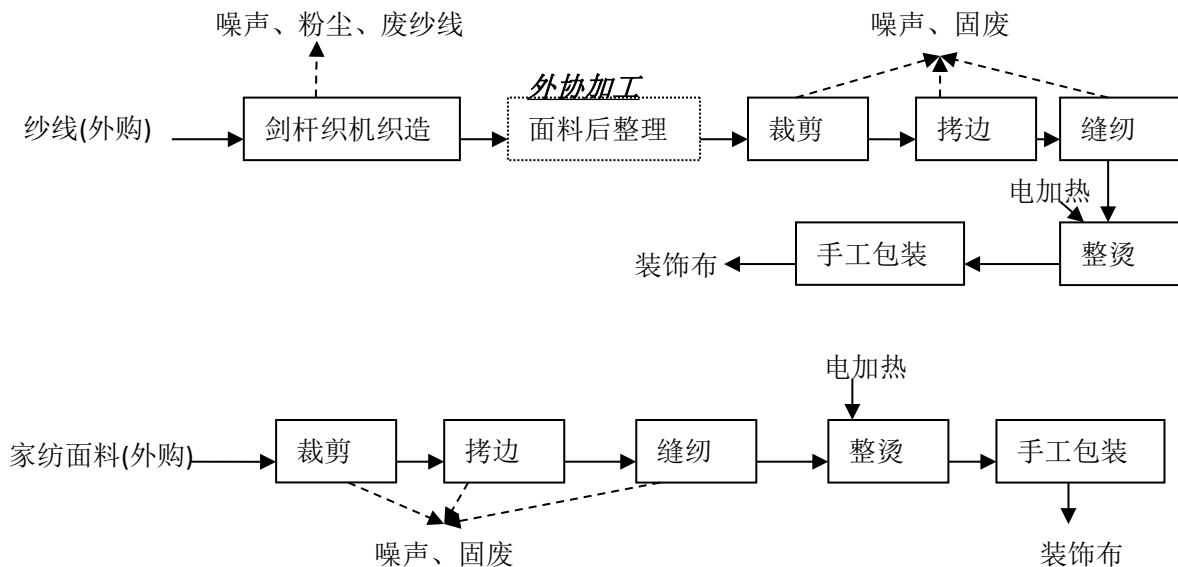 噪声、粉尘、废纱线 噪声、固废
外协加工
纱线(外购) 剑杆织机织造 面料后整理 裁剪 拷边 缝纫
电加热
装饰布 手工包装 整烫
电加热
家纺面料(外购) 裁剪 拷边 缝纫 整烫 手工包装
噪声、固废 装饰布